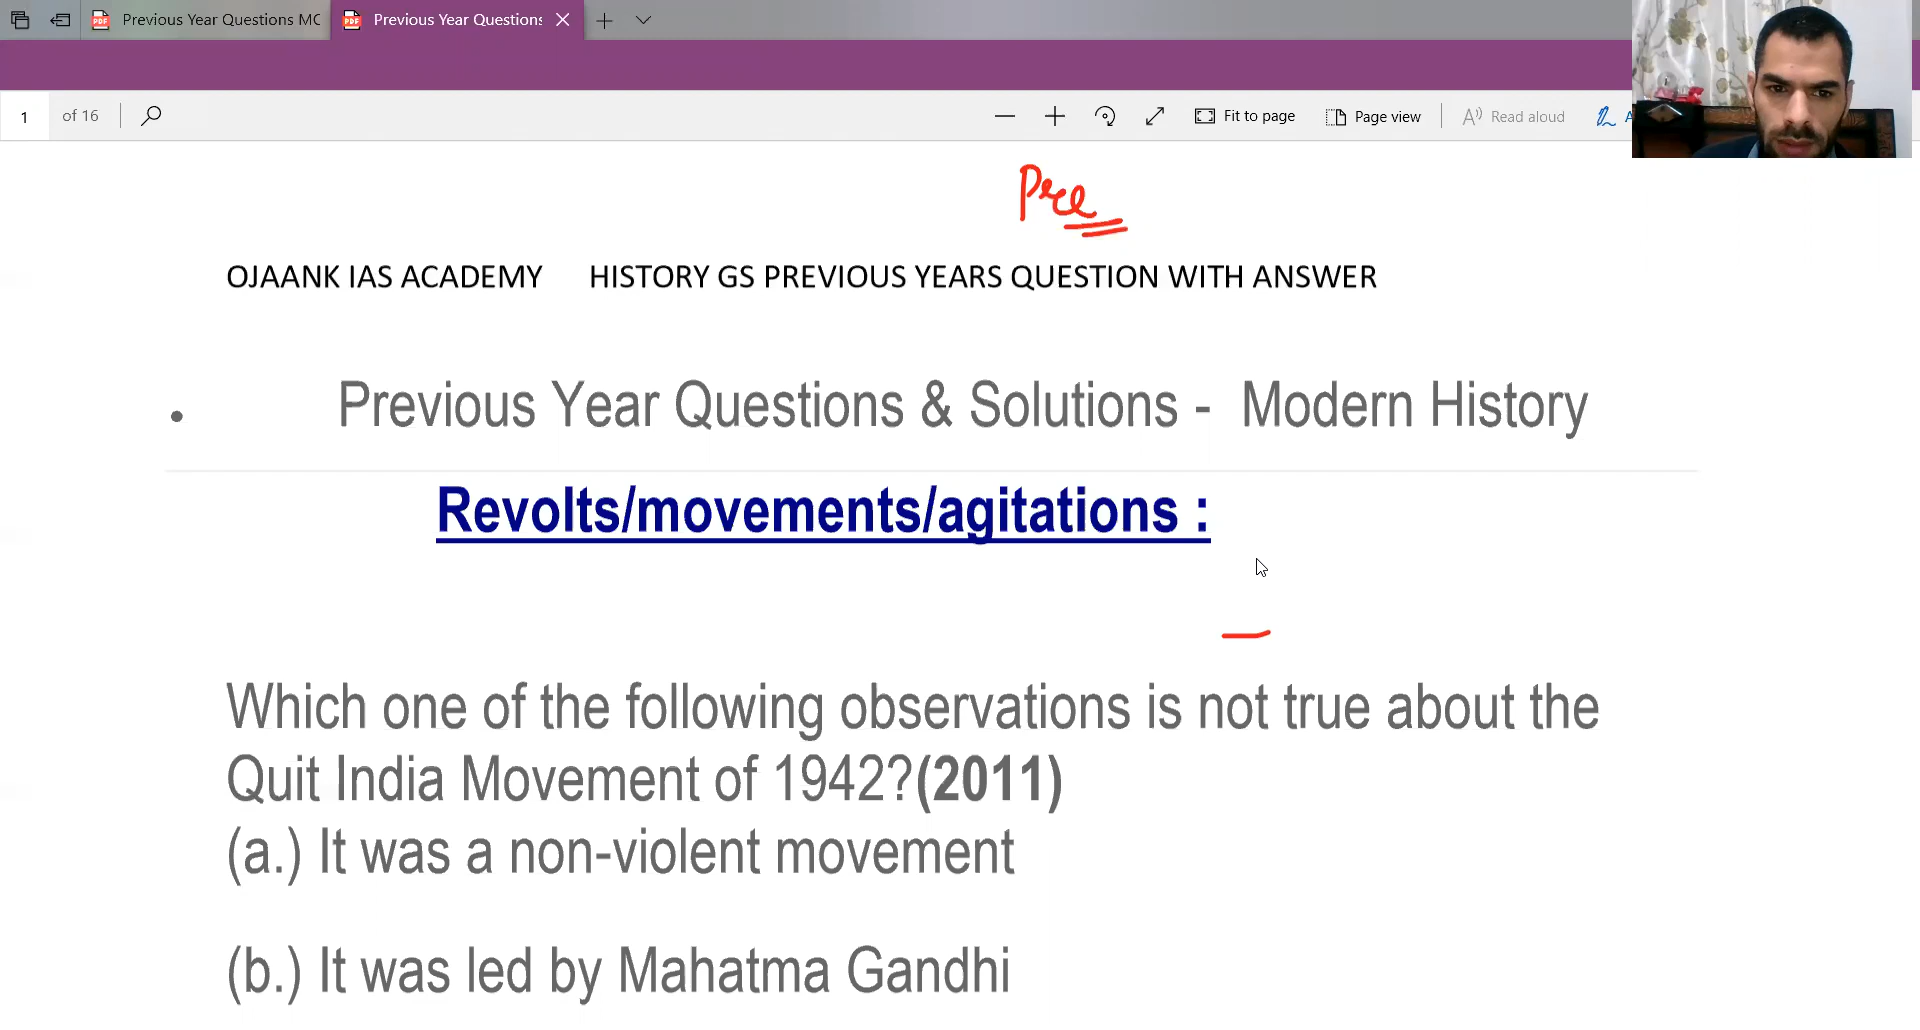 Previous Year Questions MC
Previous Year Questions
1 of 16
Fit to page
Page view
Read aloud
Pre
OJAANK IAS ACADEMY HISTORY GS PREVIOUS YEARS QUESTION WITH ANSWER
• Previous Year Questions & Solutions - Modern History
Revolts/movements/agitations :
Which one of the following observations is not true about the
Quit India Movement of 1942?(2011)
(a.) It was a non-violent movement
(b.) It was led by Mahatma Gandhi